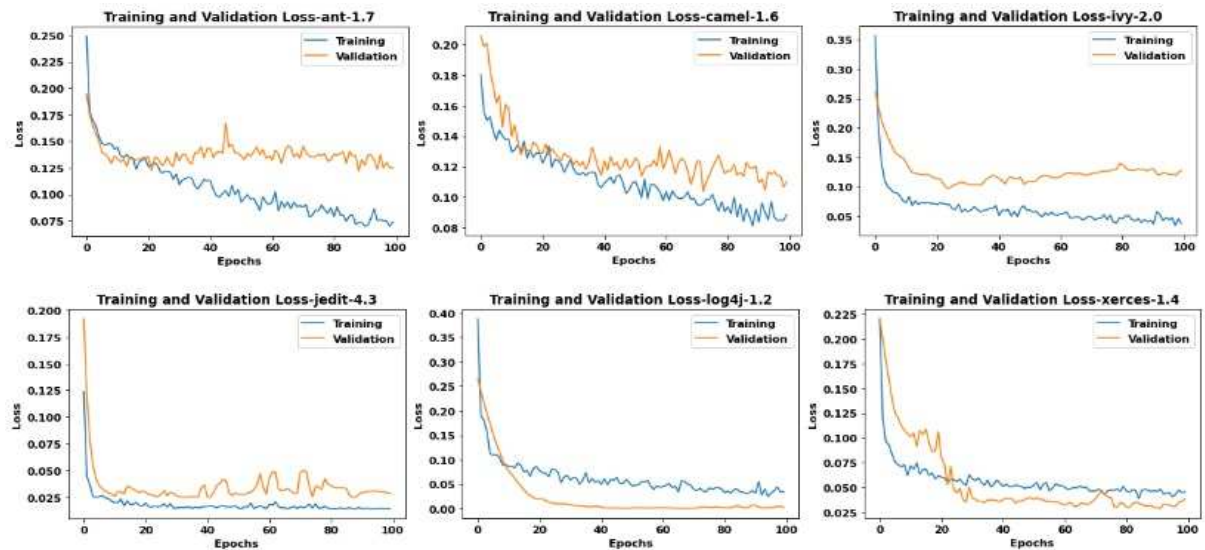 Training and Validation Loss-ant-1.7
0.250
0.225
0.200
0.175
0.150
0.125
0.100
0.075
Loss
Training
Validation
0 20 40 60 80 100
Epochs
Training and Validation Loss-camel-1.6
0.20
0.18
0.16
0.14
0.12
0.10
0.08
Loss
Training
Validation
0 20 40 60 80 100
Epochs
Training and Validation Loss-ivy-2.0
0.35
0.30
0.25
0.20
0.15
0.10
0.05
Loss
Training
Validation
0 20 40 60 80 100
Epochs
Training and Validation Loss-jedit-4.3
0.200
0.175
0.150
0.125
0.100
0.075
0.050
0.025
Loss
Training
Validation
0 20 40 60 80 100
Epochs
Training and Validation Loss-log4j-1.2
0.40
0.35
0.30
0.25
0.20
0.15
0.10
0.05
0.00
Loss
Training
Validation
0 20 40 60 80 100
Epochs
Training and Validation Loss-xerces-1.4
0.225
0.200
0.175
0.150
0.125
0.100
0.075
0.050
0.025
Loss
Training
Validation
0 20 40 60 80 100
Epochs